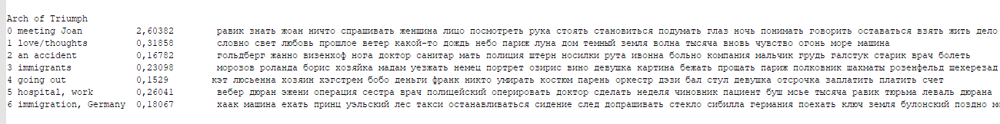 Arch of Triumph
0 meeting Joan 2,60382 равик знать жоан ничто спрашивать женщина лицо посмотреть рука стоять становиться подумать глаз ночь понимать говорить оставаться взять жить дело
1 love/thoughts 0,31858 словно свет любовь прошлое ветер какой-то дождь небо париж луна дом темный земля волна тысяча вновь чувство огонь море машина
2 an accident 0,16782 гольдберг жанно визенхоф нога доктор санитар мать полиция штерн носилки рута ивонна больно компания мальчик грудь галстук старик врач болеть
3 immigrants 0,23098 морозов роланда борис хозяйка мадам уезжать немец портрет озирис вино девушка картина бежать прощать париж полковник шахматы розенфельд шехерезад
4 going out 0,1529 кэт люсьенна хозяин хэгстрем бобо деньги франк никто умирать костюм парень оркестр дэзи бал стул девушка отсрочка заплатить платить счет
5 hospital, work 0,26041 вебер дюран эжени операция сестра врач полицейский оперировать доктор сделать неделя чиновник пациент буш мсье тысяча равик тюрьма леваль дюрана
6 immigration, Germany 0,18067 хаак машина ехать принц уэльский лес такси останавливаться сидение след допрашивать стекло сибилла германия поехать ключ земля булонский поздно